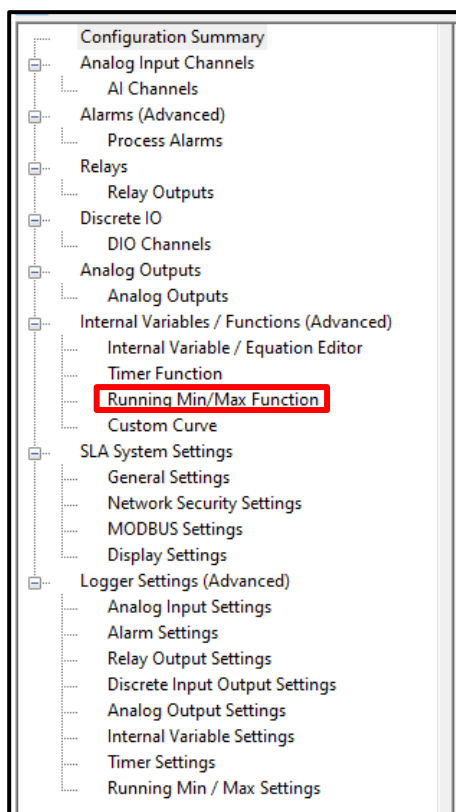 Configuration Summary
Analog Input Channels
AI Channels
Alarms (Advanced)
Process Alarms
Relays
Relay Outputs
Discrete IO
DIO Channels
Analog Outputs
Analog Outputs
Internal Variables / Functions (Advanced)
Internal Variable / Equation Editor
Timer Function
Running Min/Max Function
Custom Curve
SLA System Settings
General Settings
Network Security Settings
MODBUS Settings
Display Settings
Logger Settings (Advanced)
Analog Input Settings
Alarm Settings
Relay Output Settings
Discrete Input Output Settings
Analog Output Settings
Internal Variable Settings
Timer Settings
Running Min / Max Settings